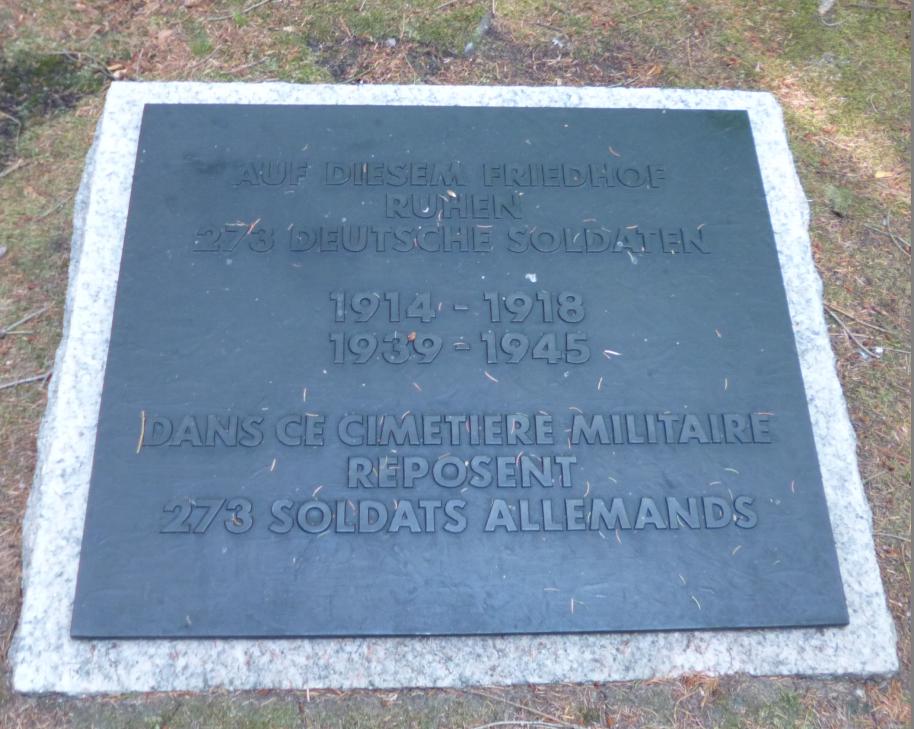 AUF DIESEM FRIEDHOF
RUHEN
273 DEUTSCHE SOLDATEN
1914 - 1918
1939 - 1945
DANS CE CIMETIERE MILITAIRE
REPOSENT
273 SOLDATS ALLEMANDS